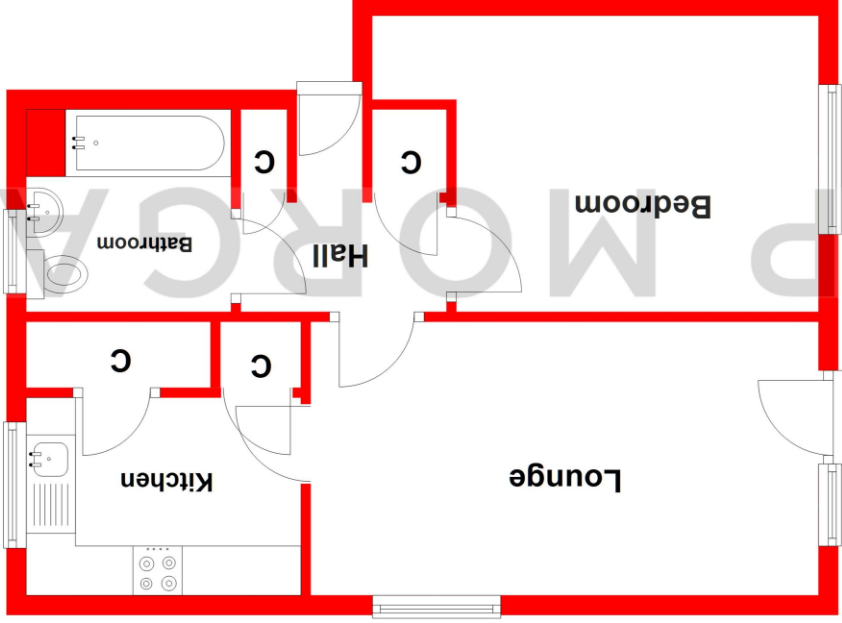 Kitchen
Lounge
C
C
Hall
Bathroom
P MORGA
Bedroom
C
C